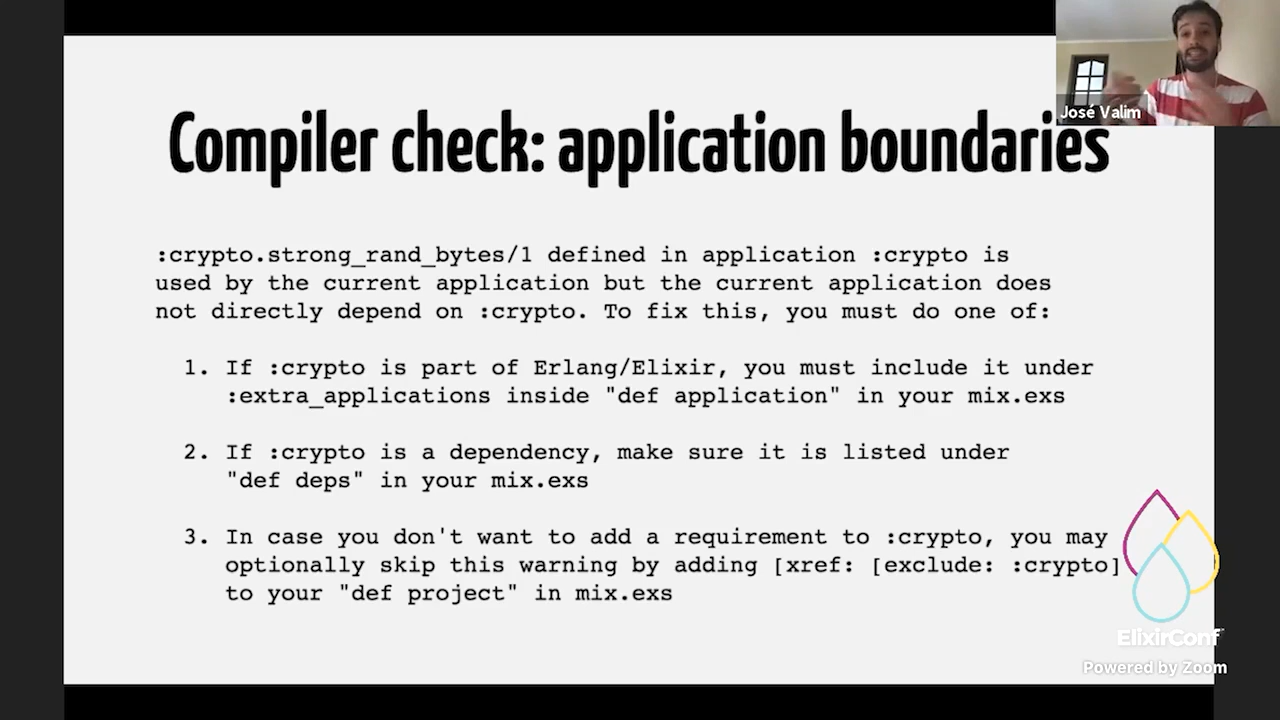 Compiler check: application boundaries
José Valim
:crypto.strong_rand_bytes/1 defined in application :crypto is
used by the current application but the current application does
not directly depend on :crypto. To fix this, you must do one of:
1. If :crypto is part of Erlang/Elixir, you must include it under
:extra_applications inside "def application" in your mix.exs
2. If :crypto is a dependency, make sure it is listed under
"def deps" in your mix.exs
3. In case you don't want to add a requirement to :crypto, you may
optionally skip this warning by adding [xref: [exclude: :crypto]
to your "def project" in mix.exs
ElixirConf
Powered by Zoom